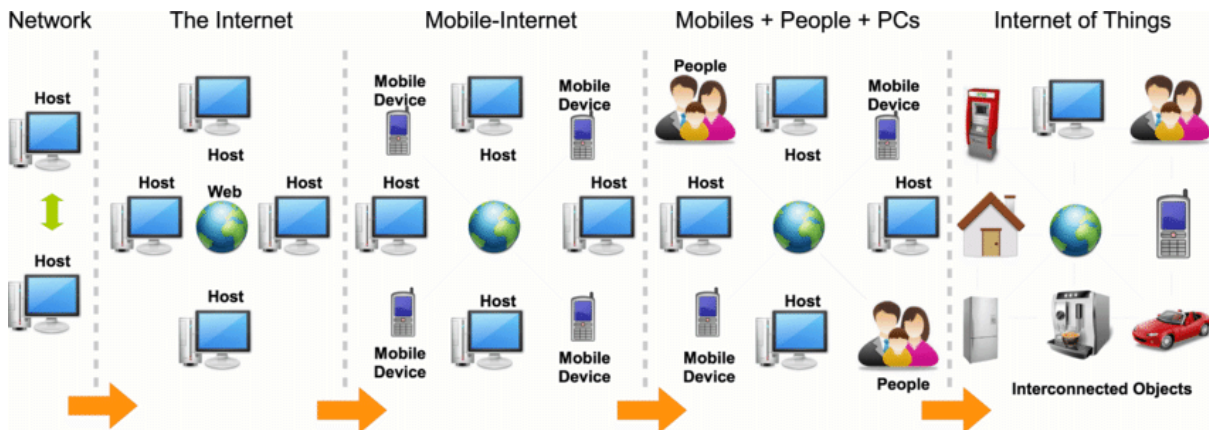 Network
The Internet
Mobile-Internet
Mobiles + People + PCs
Internet of Things
Host
Host
Host
Host
Web
Host
Host
Mobile
Device
Mobile
Device
Host
Host
Host
Mobile
Device
Host
Mobile
Device
People
Mobile
Device
Host
Host
Host
Mobile
Device
Host
People
Interconnected Objects